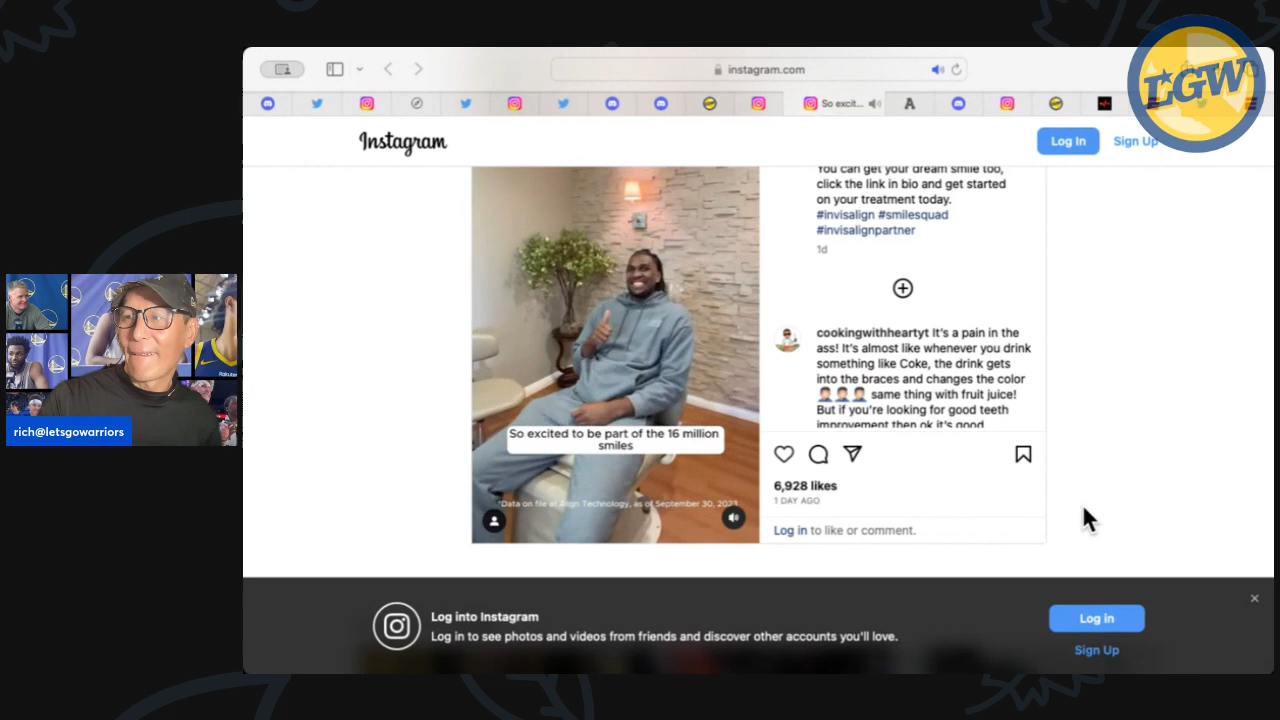 instagram.com
So excit...
LGW
Instagram
Log In
Sign Up
You can get your dream smile too,
click the link in bio and get started
on your treatment today.
#invisalign #smilesquad
#invisalignpartner
1d
cookingwithheartyt It's a pain in the
ass! It's almost like whenever you drink
something like Coke, the drink gets
into the braces and changes the color
🤦🏻‍♂️🤦🏻‍♂️🤦🏻‍♂️ same thing with fruit juice!
But if you're looking for good teeth
improvement then ok it's good
So excited to be part of the 16 million
smiles
*Data on file at Align Technology, as of September 30, 2023
6,928 likes
1 DAY AGO
Log in to like or comment.
rich@letsgowarriors
Rakuten
Log into Instagram
Log in to see photos and videos from friends and discover other accounts you'll love.
Log in
Sign Up